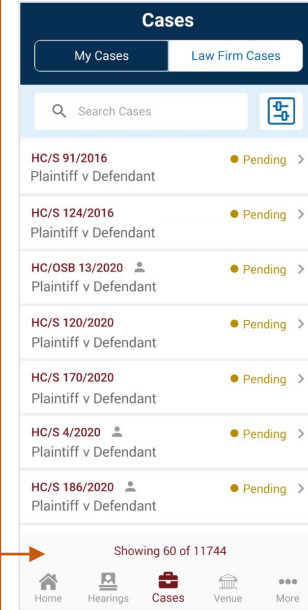 Cases
My Cases Law Firm Cases
Search Cases
HC/S 91/2016 Pending
Plaintiff v Defendant
HC/S 124/2016
Plaintiff v Defendant Pending
HC/OSB 13/2020 Pending
Plaintiff v Defendant
HC/S 120/2020 Pending
Plaintiff v Defendant
HC/S 170/2020 Pending
Plaintiff v Defendant
HC/S 4/2020 Pending
Plaintiff v Defendant
HC/S 186/2020 Pending
Plaintiff v Defendant
Showing 60 of 11744
Home Hearings Cases Venue More